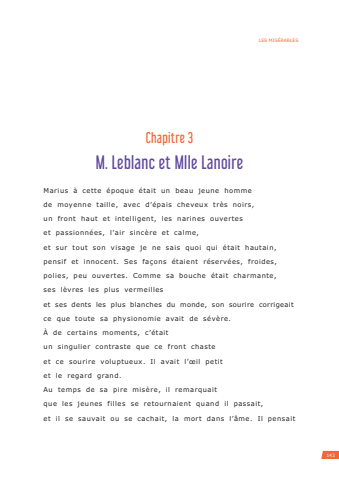 LES MISÉRABLES
Chapitre 3
M. Leblanc et Mlle Lanoire
Marius à cette époque était un beau jeune homme
de moyenne taille, avec d'épais cheveux très noirs,
un front haut et intelligent, les narines ouvertes
et passionnées, l'air sincère et calme,
et sur tout son visage je ne sais quoi qui était hautain,
pensif et innocent. Ses façons étaient réservées, froides,
polies, peu ouvertes. Comme sa bouche était charmante,
ses lèvres les plus vermeilles
et ses dents les plus blanches du monde, son sourire corrigeait
ce que toute sa physionomie avait de sévère.
À de certains moments, c'était
un singulier contraste que ce front chaste
et ce sourire voluptueux. Il avait l'œil petit
et le regard grand.
Au temps de sa pire misère, il remarquait
que les jeunes filles se retournaient quand il passait,
et il se sauvait ou se cachait, la mort dans l'âme. Il pensait
143